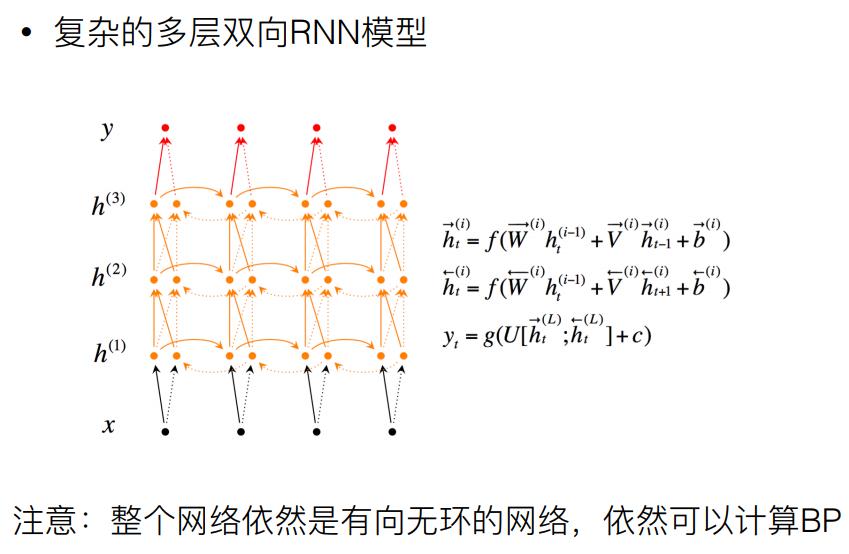 • 复杂的多层双向RNN模型
y
h^{(3)}
h^{(2)}
h^{(1)}
x
\overrightarrow{h}_t^{(i)} = f(\overrightarrow{W}^{(i)} h_t^{(i-1)} + \overrightarrow{V}^{(i)} \overrightarrow{h}_{t-1}^{(i)} + \overrightarrow{b}^{(i)})
\overleftarrow{h}_t^{(i)} = f(\overleftarrow{W}^{(i)} h_t^{(i-1)} + \overleftarrow{V}^{(i)} \overleftarrow{h}_{t+1}^{(i)} + \overleftarrow{b}^{(i)})
y_t = g(U[\overrightarrow{h}_t^{(L)}; \overleftarrow{h}_t^{(L)}] + c)
注意：整个网络依然是有向无环的网络，依然可以计算BP